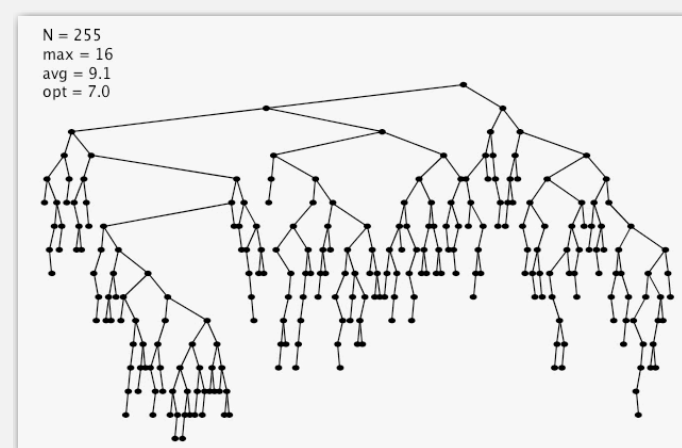 N = 255
max = 16
avg = 9.1
opt = 7.0